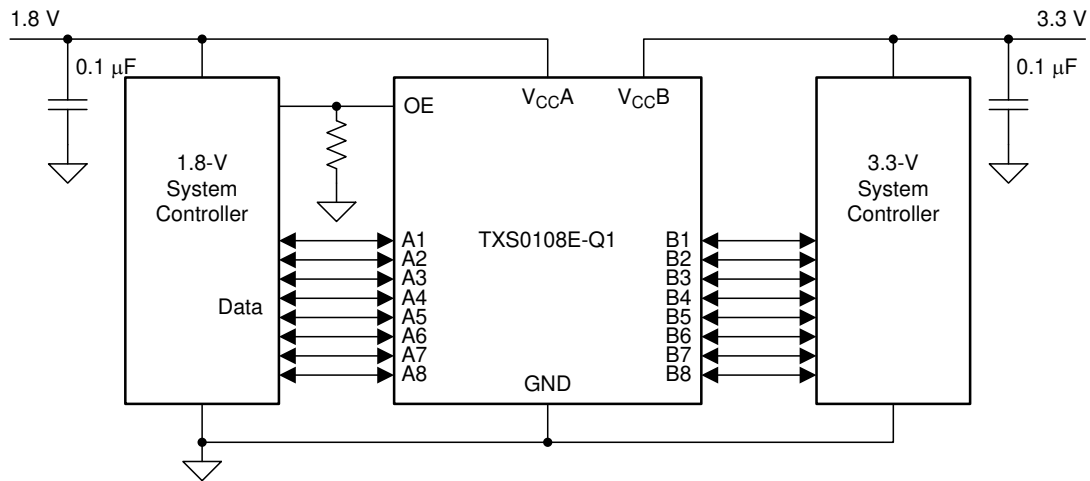 1.8 V
3.3 V
0.1 μF
0.1 μF
OE
VCCA
VCCB
1.8-V
System
Controller
3.3-V
System
Controller
TXS0108E-Q1
Data
A1
A2
A3
A4
A5
A6
A7
A8
B1
B2
B3
B4
B5
B6
B7
B8
GND